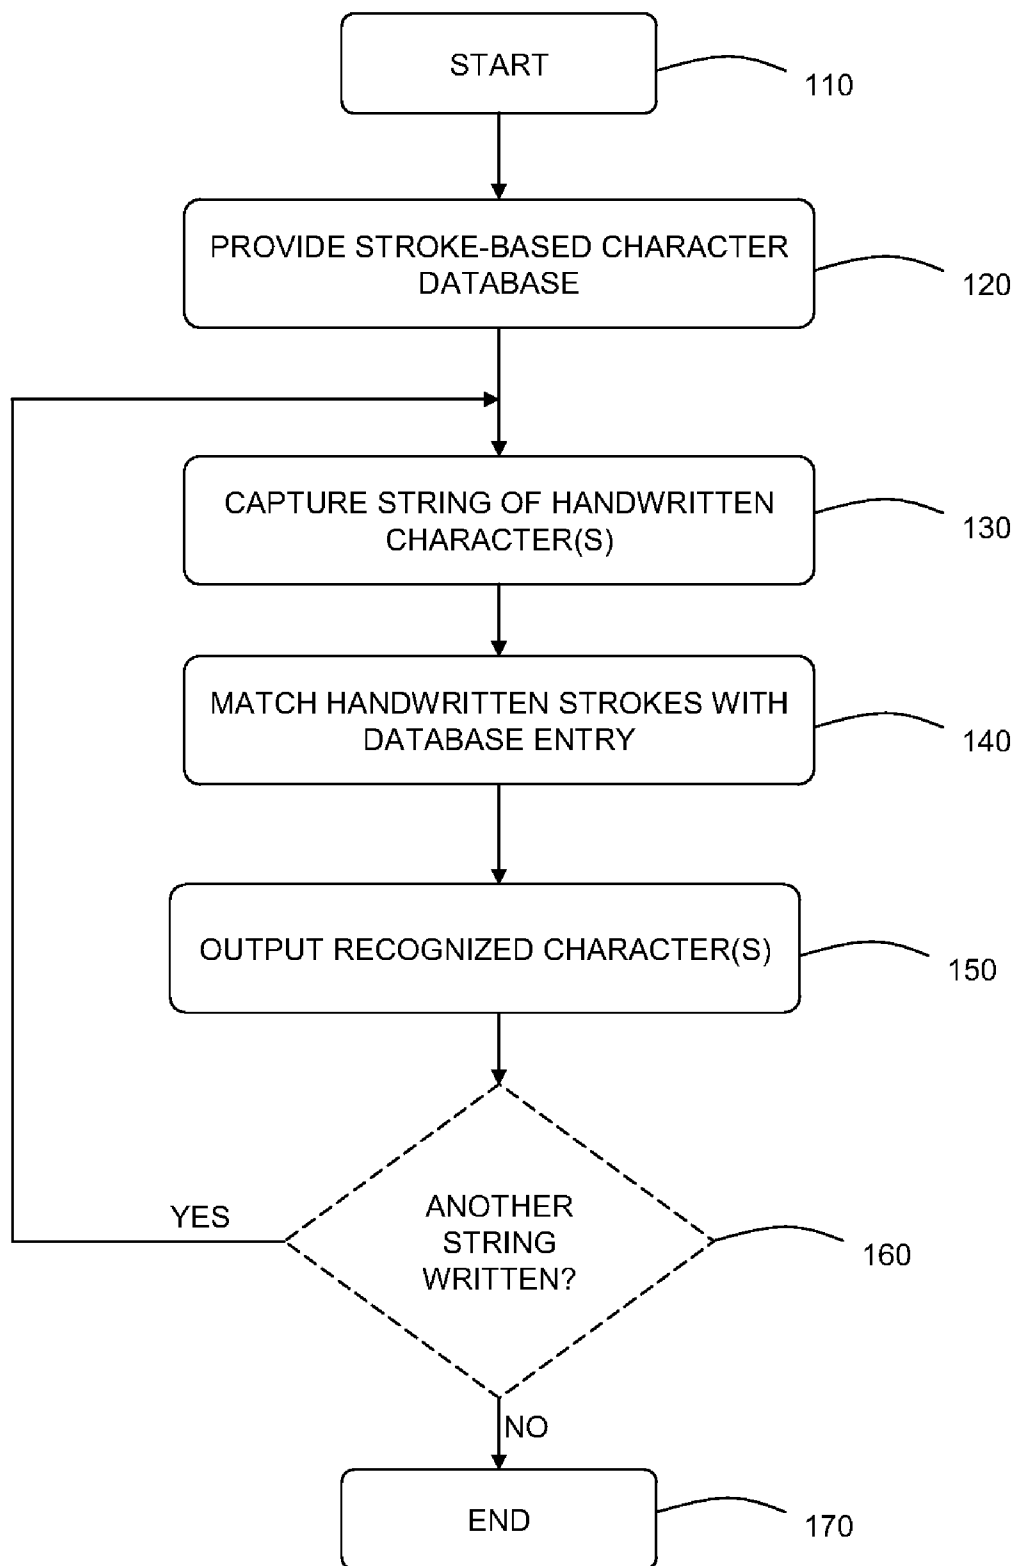 START
110
PROVIDE STROKE-BASED CHARACTER
DATABASE
120
CAPTURE STRING OF HANDWRITTEN
CHARACTER(S)
130
MATCH HANDWRITTEN STROKES WITH
DATABASE ENTRY
140
OUTPUT RECOGNIZED CHARACTER(S)
150
YES
ANOTHER
STRING
WRITTEN?
160
NO
END
170